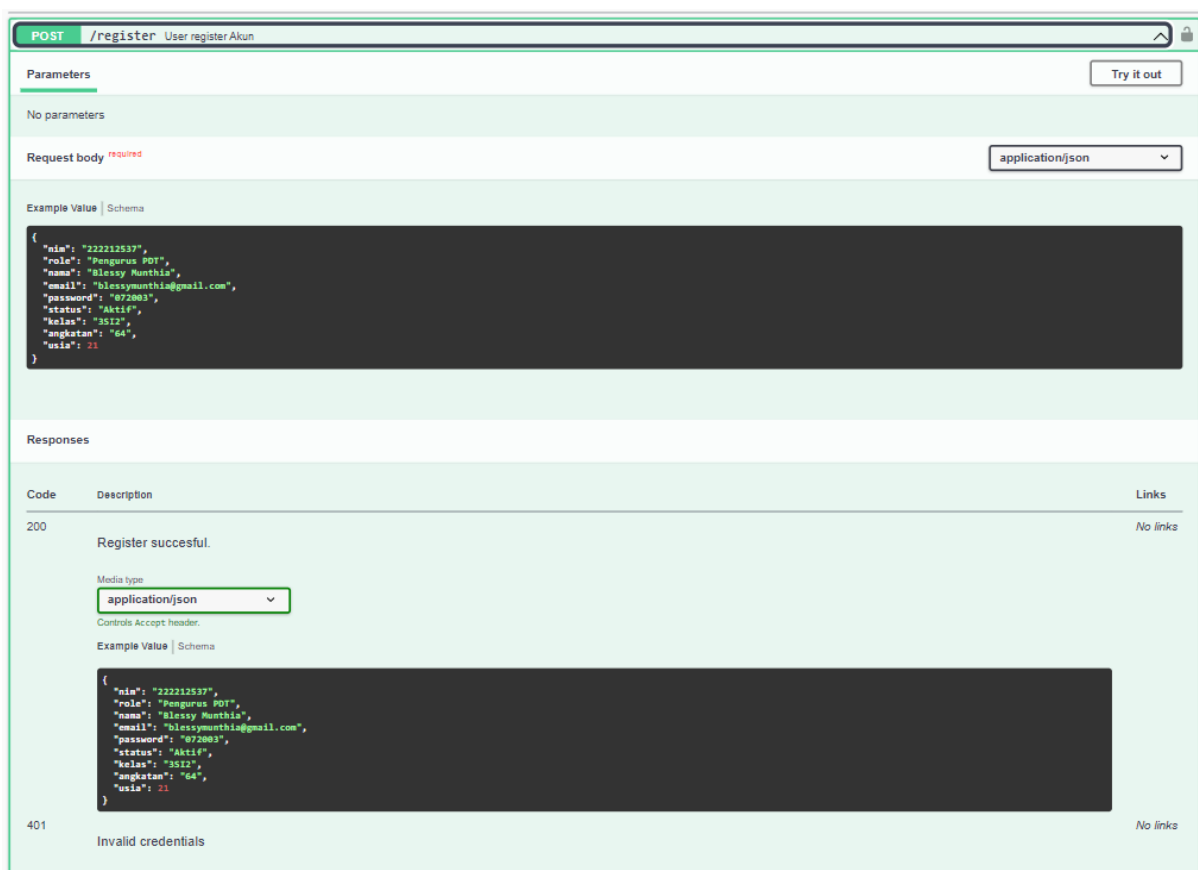 POST /register User register Akun
Parameters
Try it out
No parameters
Request body required
application/json
Example Value | Schema
{
"nim": "222212537",
"role": "Pengurus PDT",
"nama": "Blessy Munthia",
"email": "blessymunthia@gmail.com",
"password": "072003",
"status": "Aktif",
"kelas": "3SI2",
"angkatan": "64",
"usia": 21
}
Responses
Code Description Links
200 No links
Register succesful.
Media type
application/json
Controls Accept header.
Example Value | Schema
{
"nim": "222212537",
"role": "Pengurus PDT",
"nama": "Blessy Munthia",
"email": "blessymunthia@gmail.com",
"password": "072003",
"status": "Aktif",
"kelas": "3SI2",
"angkatan": "64",
"usia": 21
}
401 No links
Invalid credentials